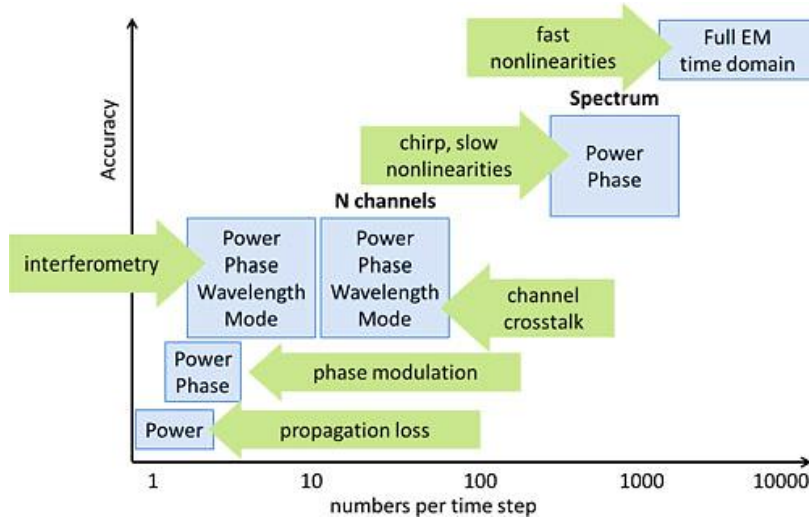 fast
nonlinearities
Full EM
time domain
Spectrum
Accuracy
chirp, slow
nonlinearities
Power
Phase
N channels
interferometry
Power
Phase
Wavelength
Mode
Power
Phase
Wavelength
Mode
channel
crosstalk
Power
Phase
phase modulation
Power
propagation loss
1 10 100 1000 10000
numbers per time step